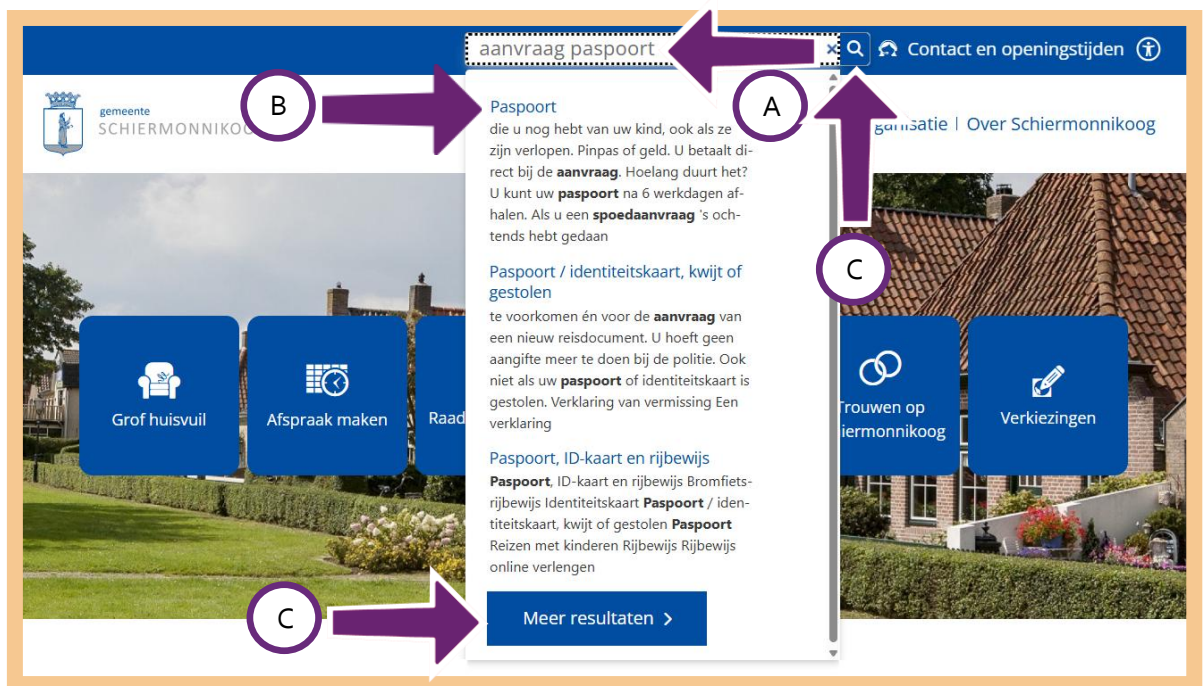 aanvraag paspoort
Contact en openingstijden
B
A
gemeente
SCHIERMONNIKOO
ganisatie | Over Schiermonnikoog
Paspoort
die u nog hebt van uw kind, ook als ze
zijn verlopen. Pinpas of geld. U betaalt di-
rect bij de aanvraag. Hoelang duurt het?
U kunt uw paspoort na 6 werkdagen af-
halen. Als u een spoedaanvraag 's och-
tends hebt gedaan
C
Paspoort / identiteitskaart, kwijt of
gestolen
te voorkomen én voor de aanvraag van
een nieuw reisdocument. U hoeft geen
aangifte meer te doen bij de politie. Ook
niet als uw paspoort of identiteitskaart is
gestolen. Verklaring van vermissing Een
verklaring
Grof huisvuil
Afspraak maken
Raad
Trouwen op
iermonnikoog
Verkiezingen
Paspoort, ID-kaart en rijbewijs
Paspoort, ID-kaart en rijbewijs Bromfiets-
rijbewijs Identiteitskaart Paspoort / iden-
titeitskaart, kwijt of gestolen Paspoort
Reizen met kinderen Rijbewijs Rijbewijs
online verlengen
C
Meer resultaten